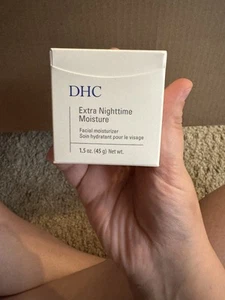 DHC
Extra Nighttime
Moisture
Facial moisturizer
Soin hydratant pour le visage
1.5 oz. (45 g) Net wt.